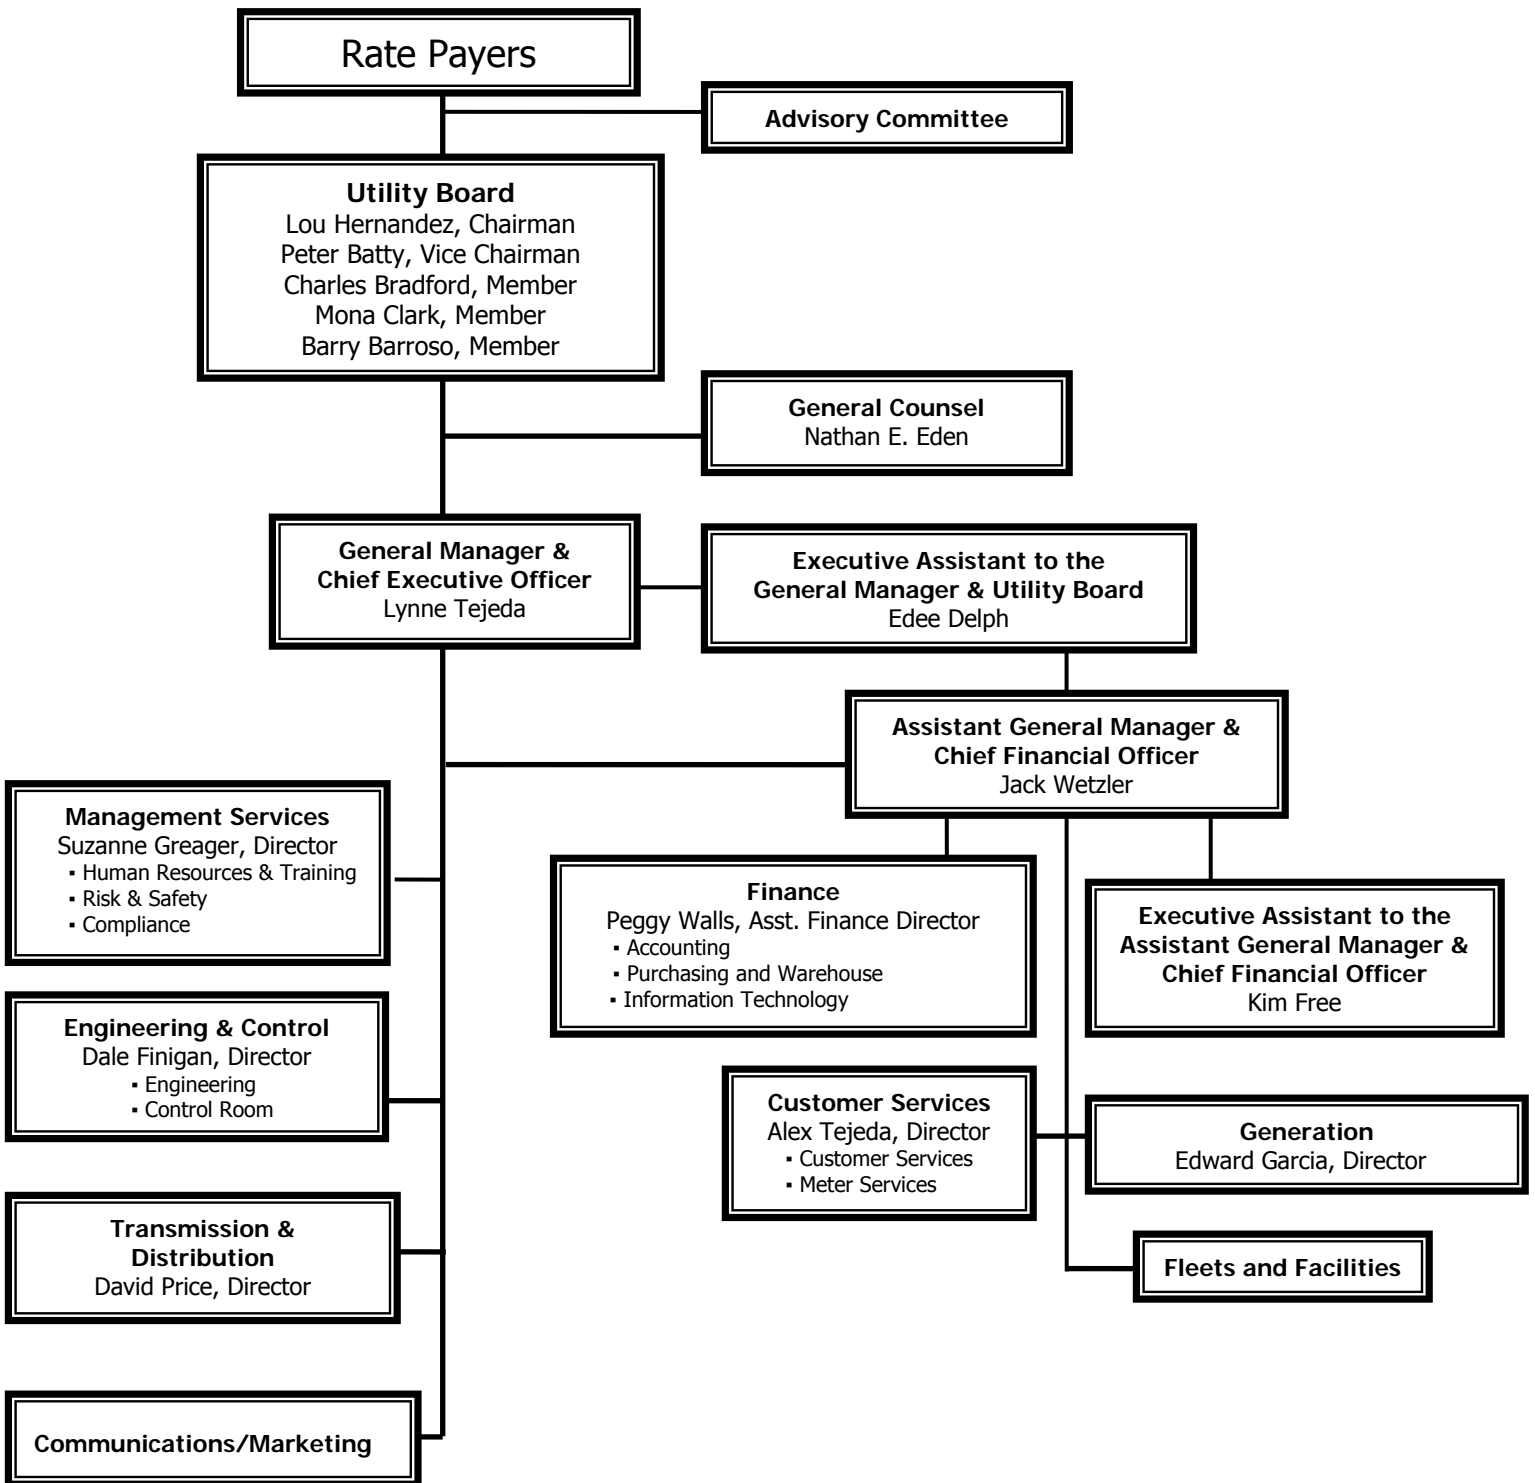 Rate Payers
Advisory Committee
Utility Board
Lou Hernandez, Chairman
Peter Batty, Vice Chairman
Charles Bradford, Member
Mona Clark, Member
Barry Barroso, Member
General Counsel
Nathan E. Eden
General Manager &
Chief Executive Officer
Lynne Tejeda
Executive Assistant to the
General Manager & Utility Board
Edee Delph
Assistant General Manager &
Chief Financial Officer
Jack Wetzler
Management Services
Suzanne Greager, Director
▪ Human Resources & Training
▪ Risk & Safety
▪ Compliance
Finance
Peggy Walls, Asst. Finance Director
▪ Accounting
▪ Purchasing and Warehouse
▪ Information Technology
Executive Assistant to the
Assistant General Manager &
Chief Financial Officer
Kim Free
Engineering & Control
Dale Finigan, Director
▪ Engineering
▪ Control Room
Customer Services
Alex Tejeda, Director
▪ Customer Services
▪ Meter Services
Generation
Edward Garcia, Director
Transmission &
Distribution
David Price, Director
Fleets and Facilities
Communications/Marketing